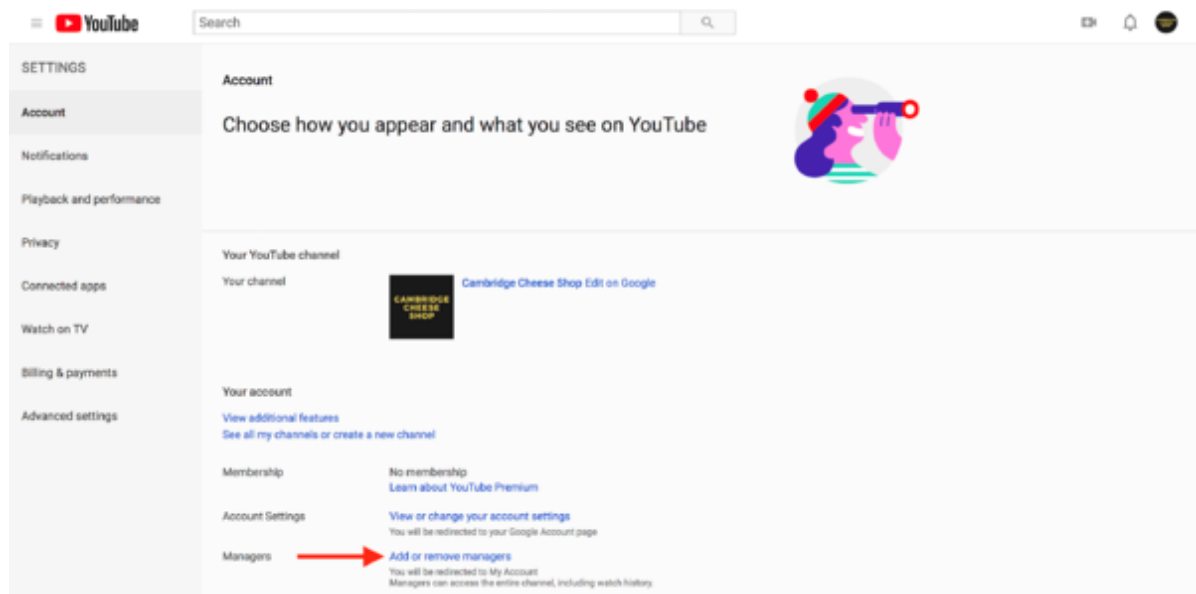 YouTube
Search
SETTINGS
Account
Notifications
Playback and performance
Privacy
Connected apps
Watch on TV
Billing & payments
Advanced settings
Account
Choose how you appear and what you see on YouTube
Your YouTube channel
Your channel
CAMBRIDGE
CHEESE
SHOP
Cambridge Cheese Shop Edit on Google
Your account
View additional features
See all my channels or create a new channel
Membership
No membership
Learn about YouTube Premium
Account Settings
View or change your account settings
You will be redirected to your Google Account page
Managers
Add or remove managers
You will be redirected to My Account
Managers can access the entire channel, including watch history.